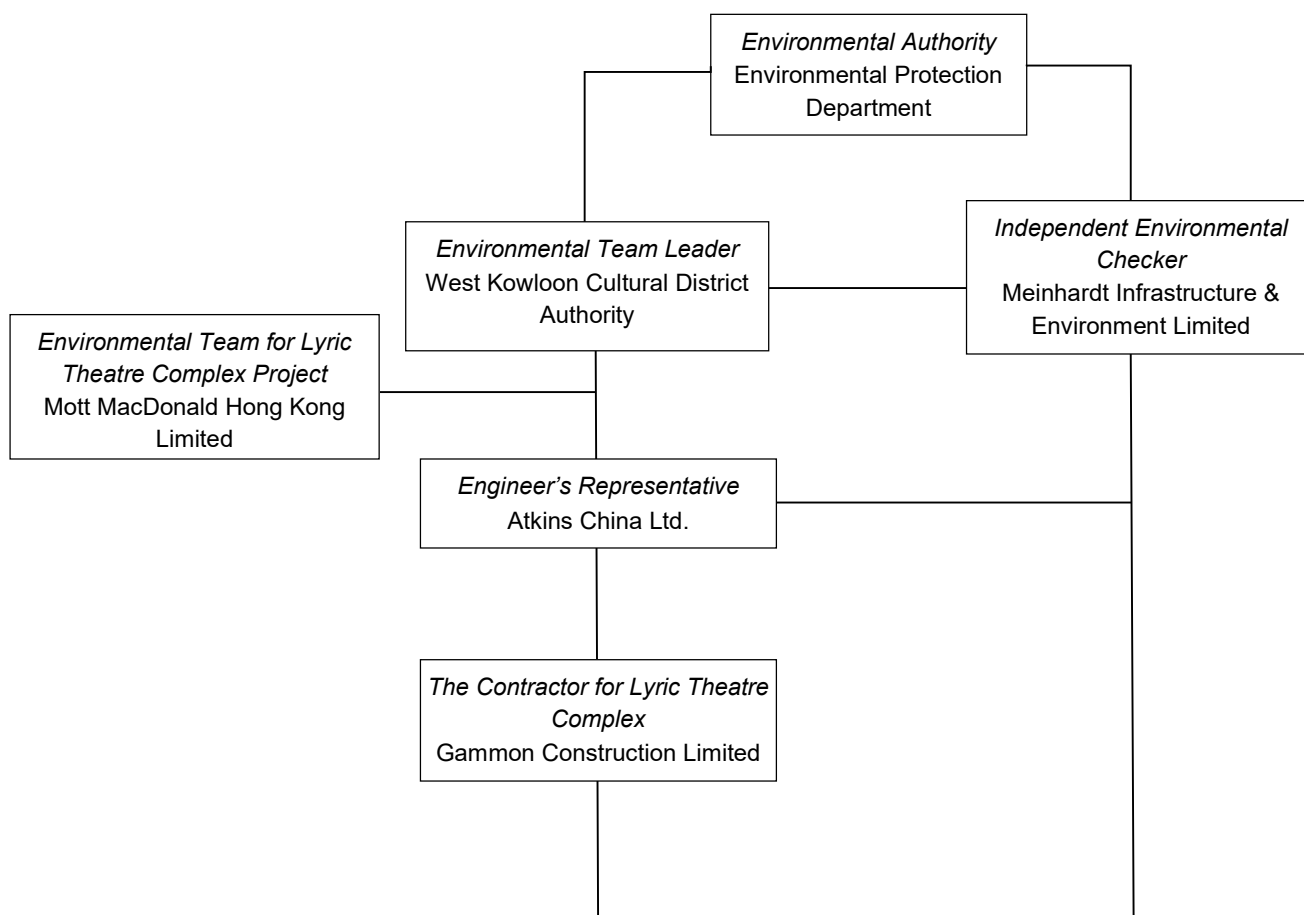 Environmental Authority
Environmental Protection
Department
Environmental Team Leader
West Kowloon Cultural District
Authority
Independent Environmental
Checker
Meinhardt Infrastructure &
Environment Limited
Environmental Team for Lyric
Theatre Complex Project
Mott MacDonald Hong Kong
Limited
Engineer’s Representative
Atkins China Ltd.
The Contractor for Lyric Theatre
Complex
Gammon Construction Limited